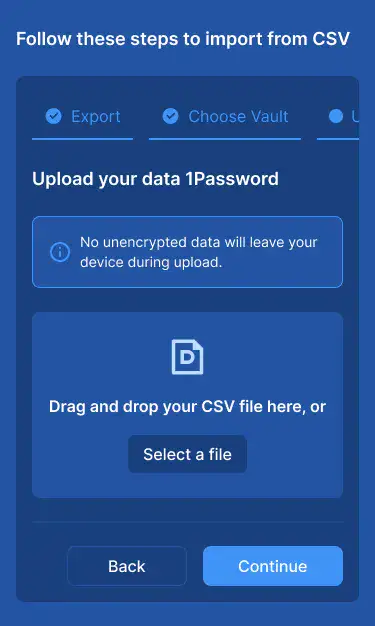 Follow these steps to import from CSV
Export
Choose Vault
Upload your data 1Password
No unencrypted data will leave your
device during upload.
Drag and drop your CSV file here, or
Select a file
Back
Continue